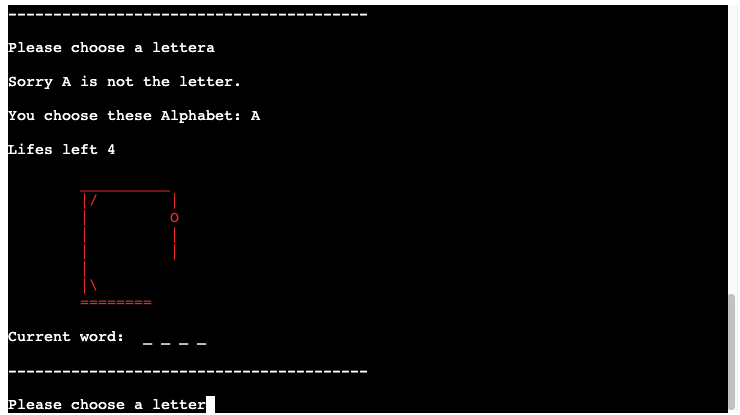 ----------------------------------------
Please choose a lettera
Sorry A is not the letter.
You choose these Alphabet: A
Lifes left 4
__________
|/        |
|         O
|         |
|         |
|
|\
========
Current word:  _ _ _ _
----------------------------------------
Please choose a letter